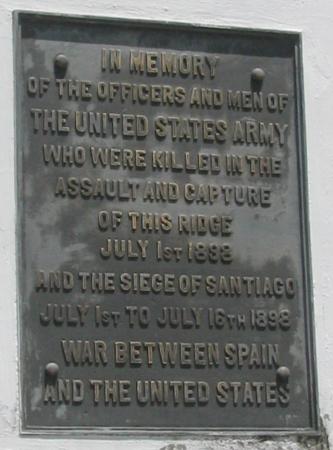 IN MEMORY
OF THE OFFICERS AND MEN OF
THE UNITED STATES ARMY
WHO WERE KILLED IN THE
ASSAULT AND CAPTURE
OF THIS RIDGE
JULY 1ST 1898
AND THE SIEGE OF SANTIAGO
JULY 1ST TO JULY 16TH 1898
WAR BETWEEN SPAIN
AND THE UNITED STATES